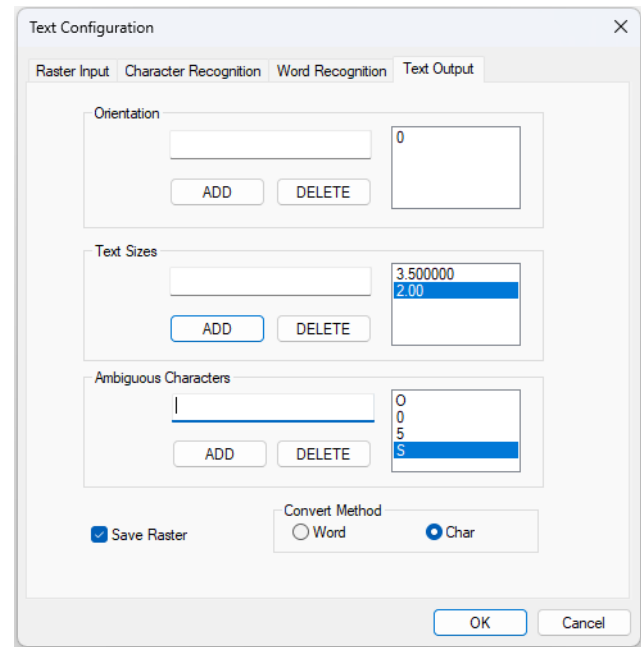 Text Configuration
Raster Input Character Recognition Word Recognition Text Output
Orientation
0
ADD DELETE
Text Sizes
3.500000
2.00
ADD DELETE
Ambiguous Characters
O
0
5
S
ADD DELETE
Convert Method
Save Raster Word Char
OK Cancel